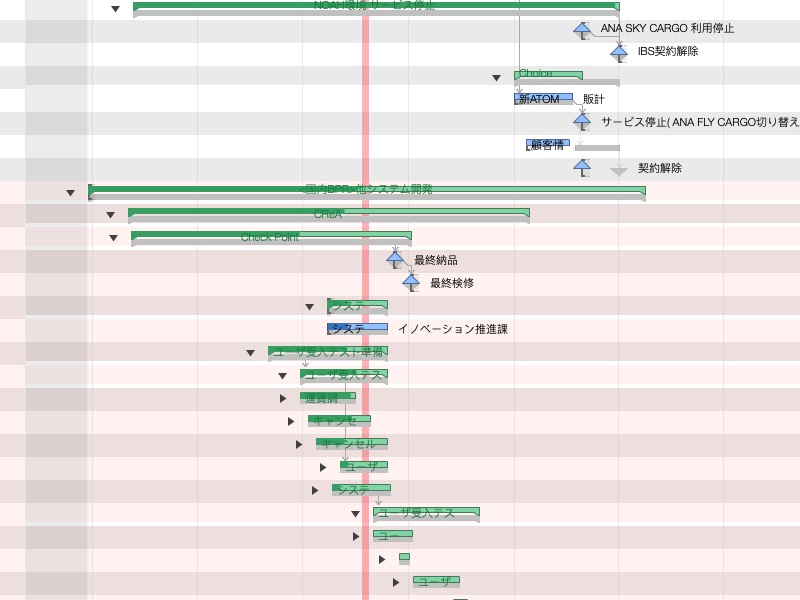 NOAH環境 サービス停止
ANA SKY CARGO 利用停止
IBS契約解除
Choice
新ATOM 販計
サービス停止( ANA FLY CARGO切り替え
顧客情
契約解除
<国内BPR>他システム開発
CReA
Check Point
最終納品
最終検修
システ
システ イノベーション推進課
ユーザ受入テスト準備
ユーザ受入テス
運賃調
キャンセ
キャンセル
ユーザ
システ
ユーザ受入テス
ユー
ユーザ